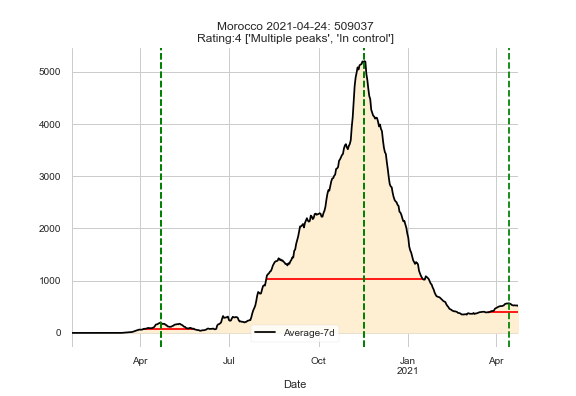 Morocco 2021-04-24: 509037
Rating:4 ['Multiple peaks', 'In control']
5000
4000
3000
2000
1000
0
Average-7d
Apr
Jul
Oct
Jan
2021
Apr
Date